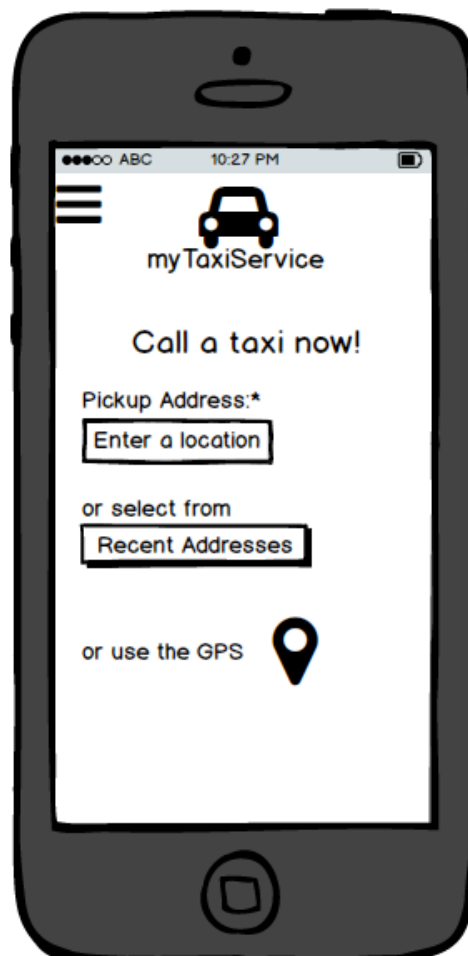 ABC 10:27 PM
myTaxiService
Call a taxi now!
Pickup Address:*
Enter a location
or select from
Recent Addresses
or use the GPS